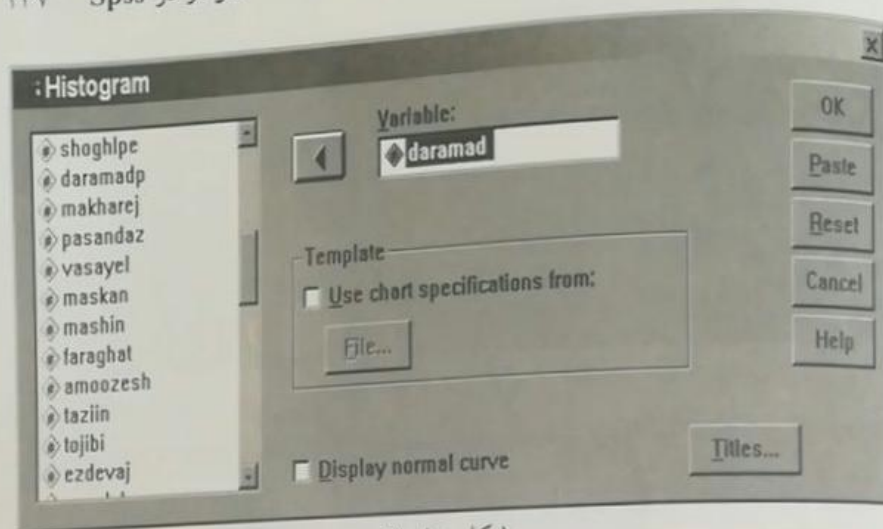 Spss
:Histogram
shoghlpe
daramadp
makharej
pasandaz
vasayel
maskan
mashin
faraghat
amoozesh
taziin
tojibi
ezdevaj
Variable:
daramad
Template
Use chart specifications from:
File...
Display normal curve
Titles...
OK
Paste
Reset
Cancel
Help